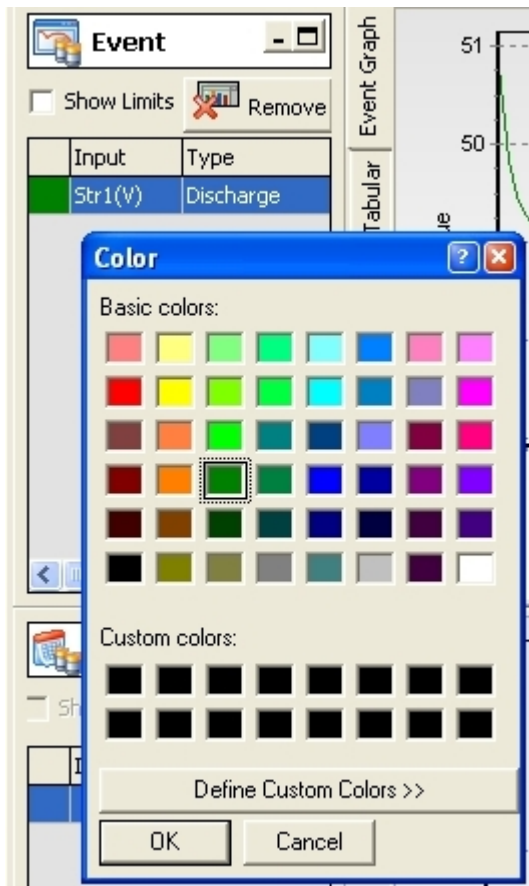 Event
Show Limits
Remove
Input Type
Str1(V) Discharge
Event Graph
Tabular
51
50
Color
Basic colors:
Custom colors:
Define Custom Colors >>
OK Cancel